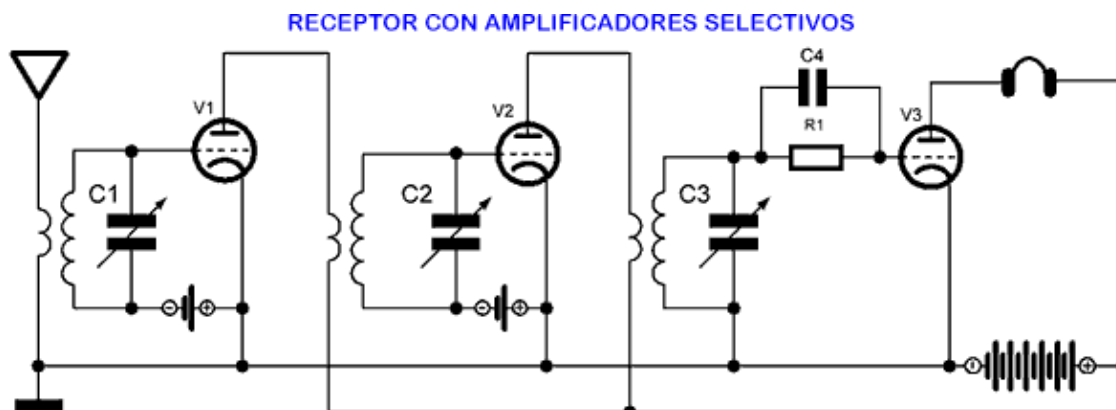 RECEPTOR CON AMPLIFICADORES SELECTIVOS
C4
V1
V2
V3
R1
C1
C2
C3